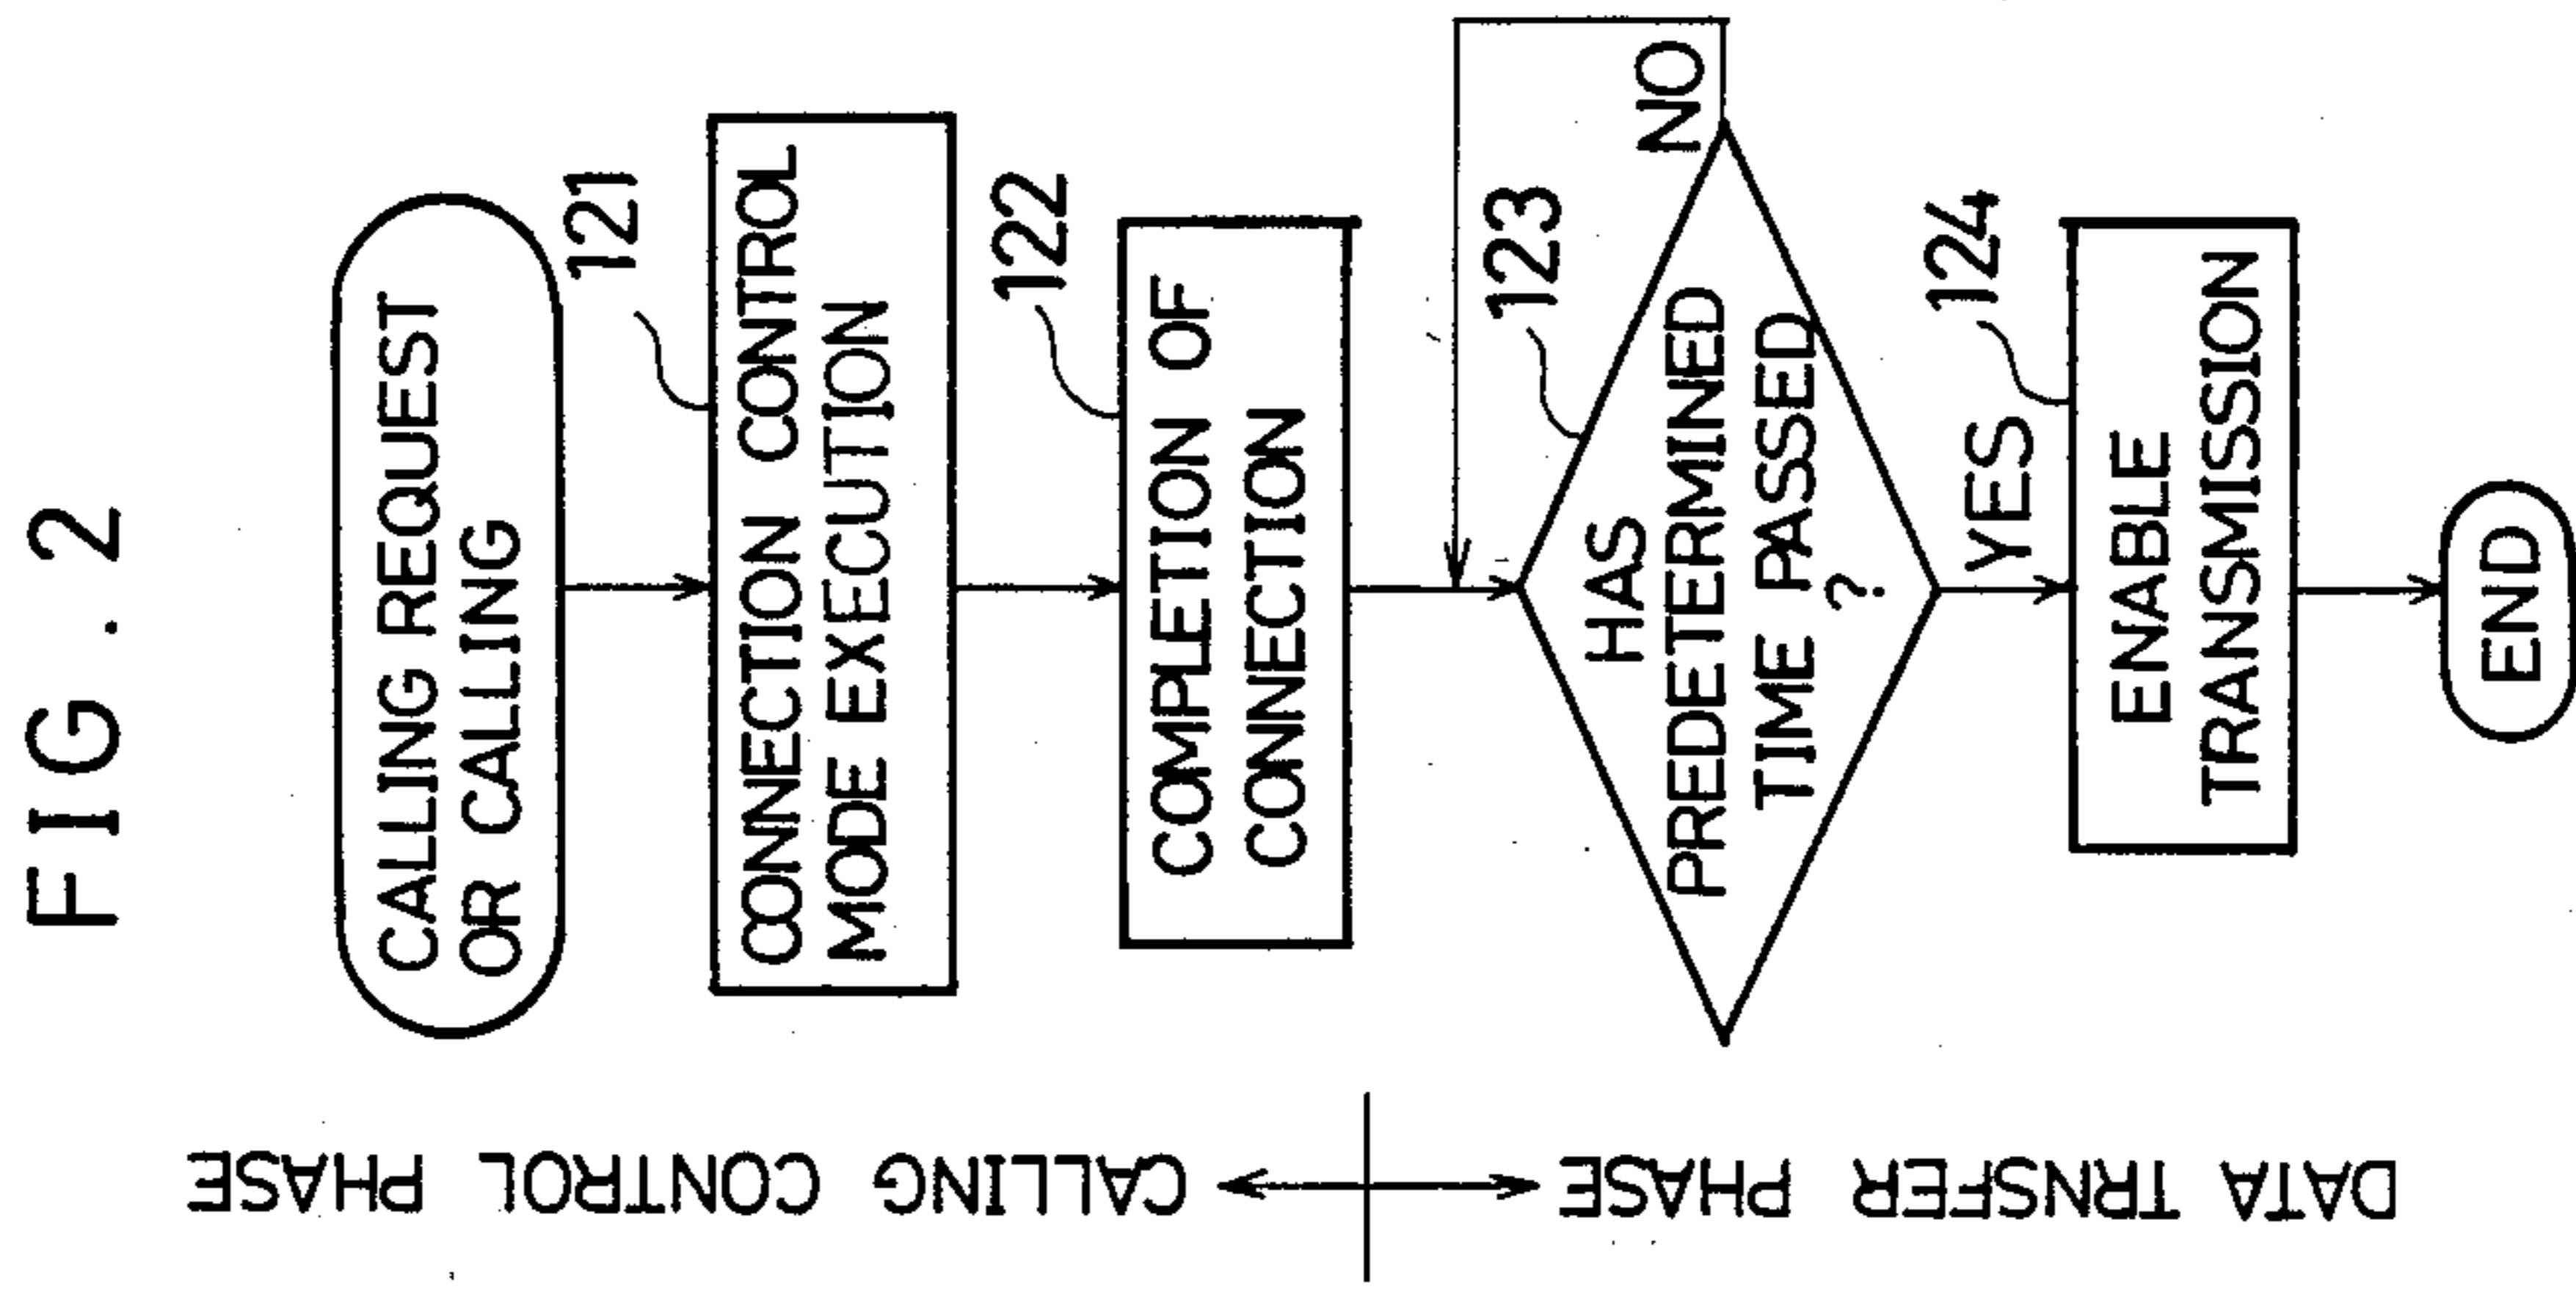 FIG. 2
CALLING REQUEST
OR CALLING
121
CONNECTION CONTROL
MODE EXECUTION
122
COMPLETION OF
CONNECTION
123
HAS
PREDETERMINED
TIME PASSED
?
NO
YES
124
ENABLE
TRANSMISSION
END
CALLING CONTROL PHASE
DATA TRNSFER PHASE